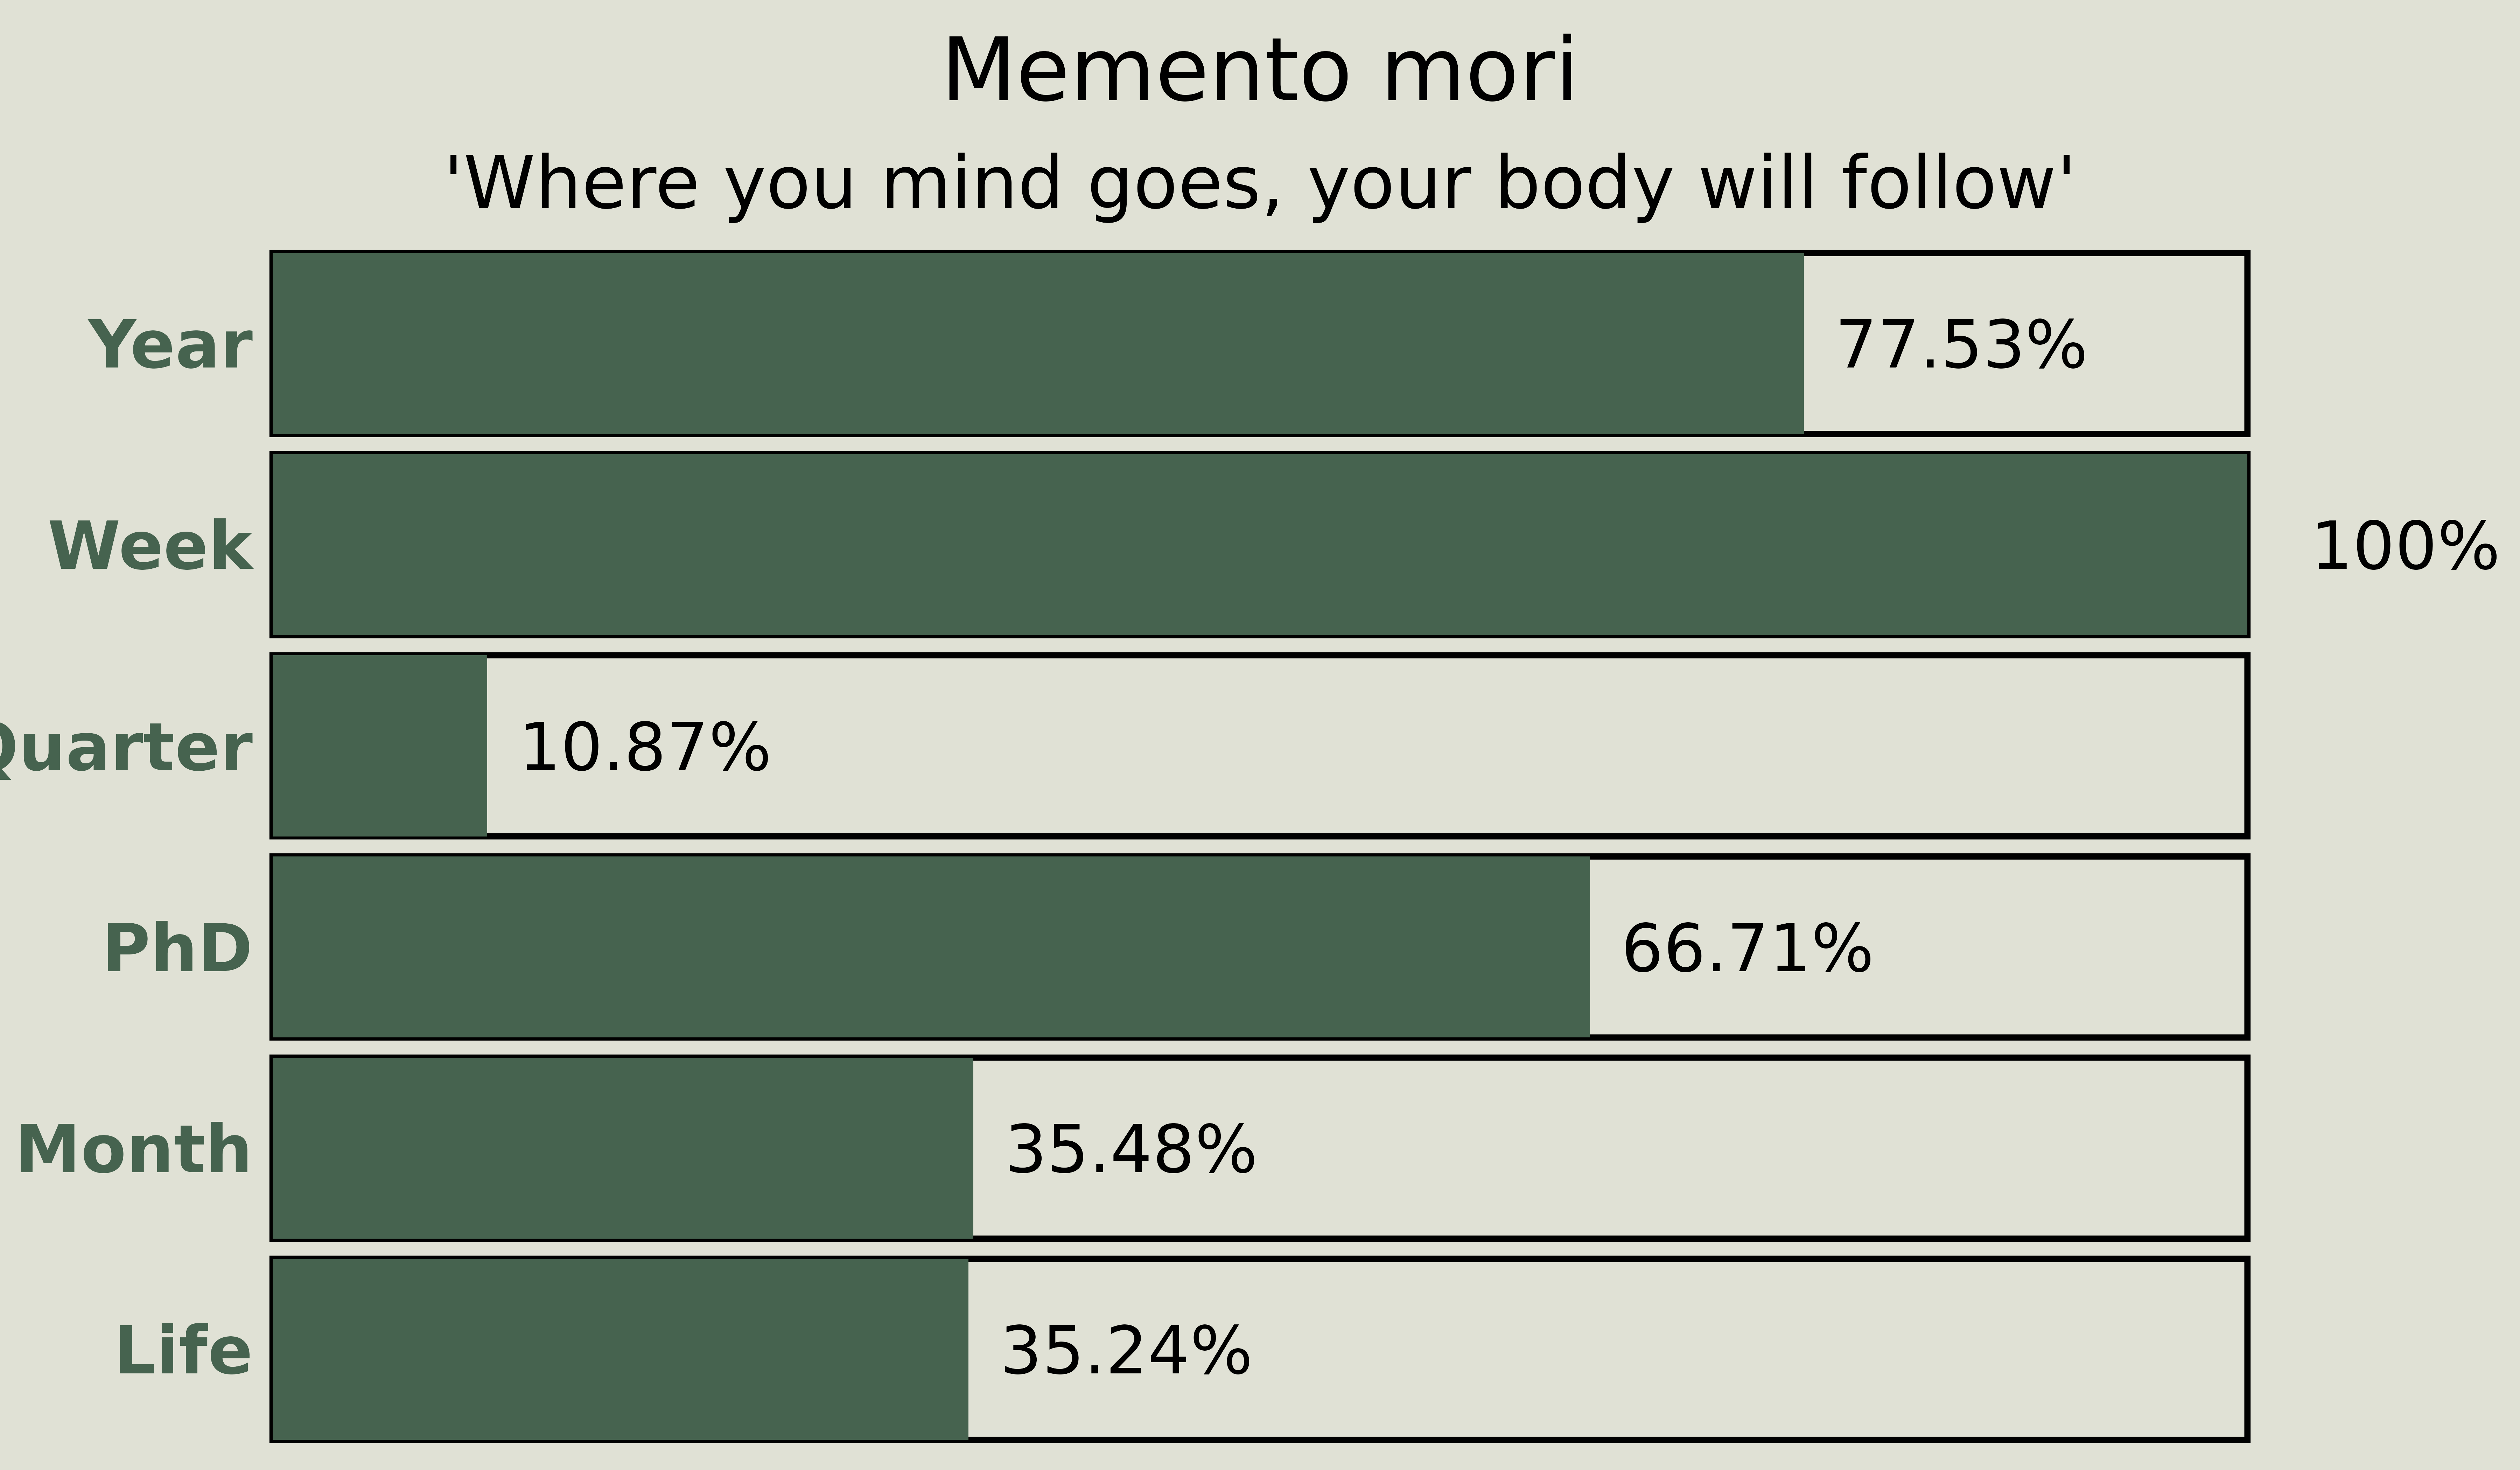 Memento mori
'Where you mind goes, your body will follow'
Year 77.53%
Week 100%
Quarter 10.87%
PhD 66.71%
Month 35.48%
Life 35.24%